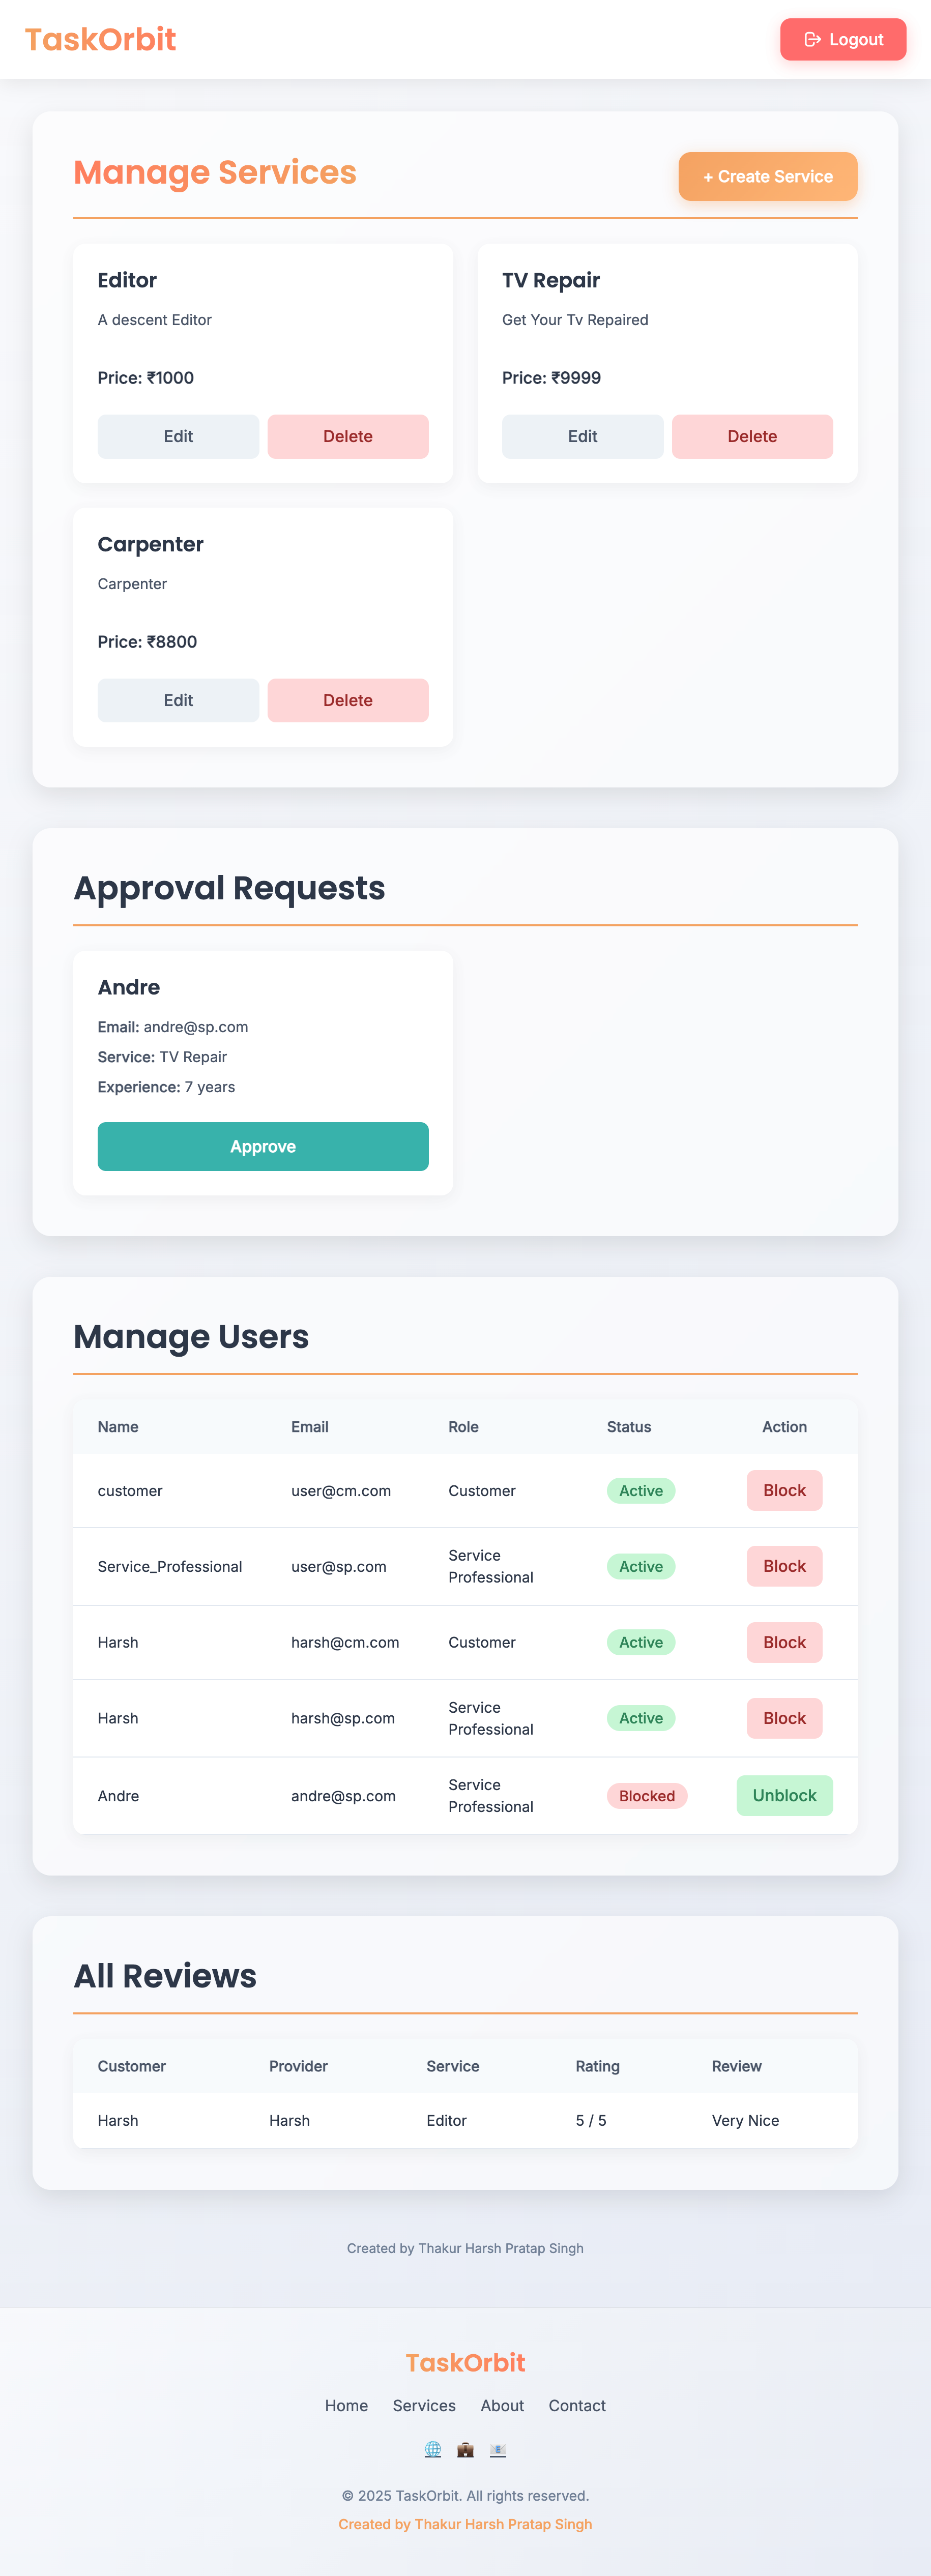 TaskOrbit
Logout
Manage Services
+ Create Service
Editor
A descent Editor
Price: ₹1000
Edit
Delete
TV Repair
Get Your Tv Repaired
Price: ₹9999
Edit
Delete
Carpenter
Carpenter
Price: ₹8800
Edit
Delete
Approval Requests
Andre
Email: andre@sp.com
Service: TV Repair
Experience: 7 years
Approve
Manage Users
Name Email Role Status Action
customer user@cm.com Customer Active Block
Service_Professional user@sp.com Service Professional Active Block
Harsh harsh@cm.com Customer Active Block
Harsh harsh@sp.com Service Professional Active Block
Andre andre@sp.com Service Professional Blocked Unblock
All Reviews
Customer Provider Service Rating Review
Harsh Harsh Editor 5 / 5 Very Nice
Created by Thakur Harsh Pratap Singh
TaskOrbit
Home Services About Contact
© 2025 TaskOrbit. All rights reserved.
Created by Thakur Harsh Pratap Singh